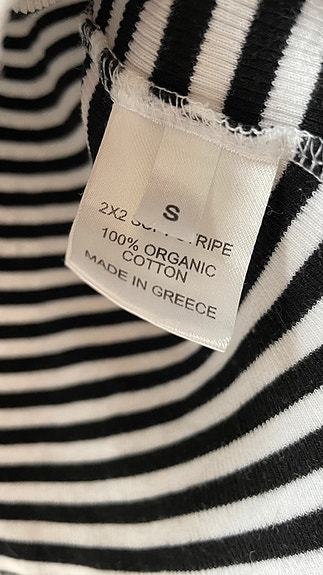 S
2X2 STRIPE
100% ORGANIC
COTTON
MADE IN GREECE